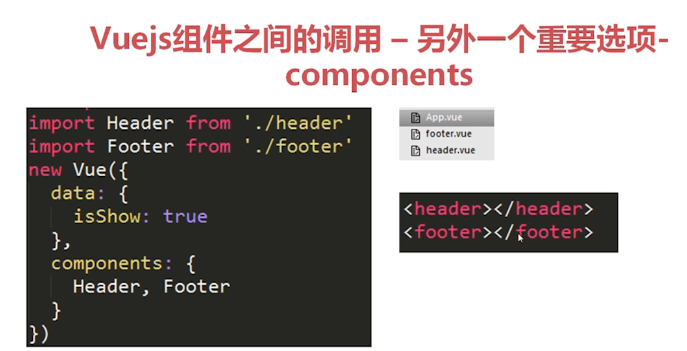 Vuejs组件之间的调用 – 另外一个重要选项-
components
import Header from './header'
import Footer from './footer'
new Vue({
data: {
isShow: true
},
components: {
Header, Footer
}
})
App.vue
footer.vue
header.vue
<header></header>
<footer></footer>